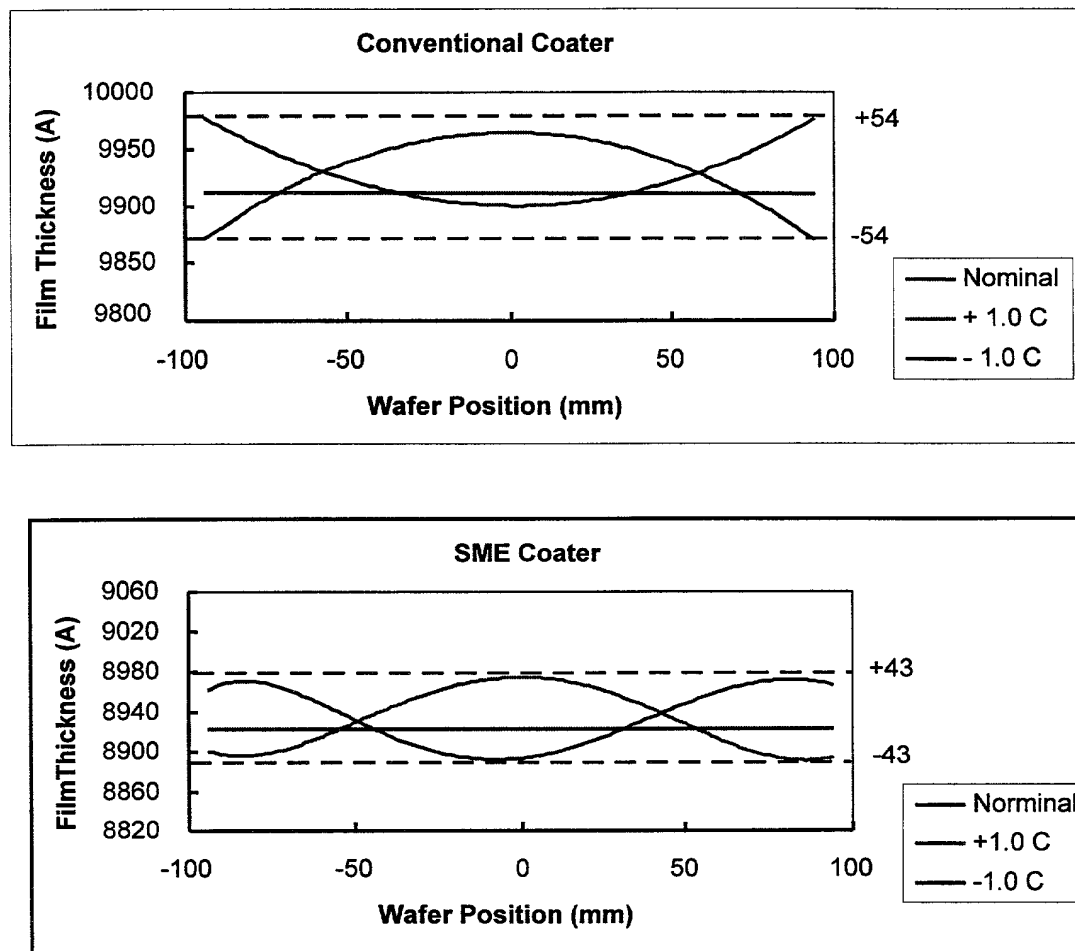 Conventional Coater
Film Thickness (A)
10000
9950
9900
9850
9800
+54
-54
-100 -50 0 50 100
Wafer Position (mm)
Nominal
+ 1.0 C
- 1.0 C
SME Coater
FilmThickness (A)
9060
9020
8980
8940
8900
8860
8820
+43
-43
-100 -50 0 50 100
Wafer Position (mm)
Norminal
+1.0 C
-1.0 C